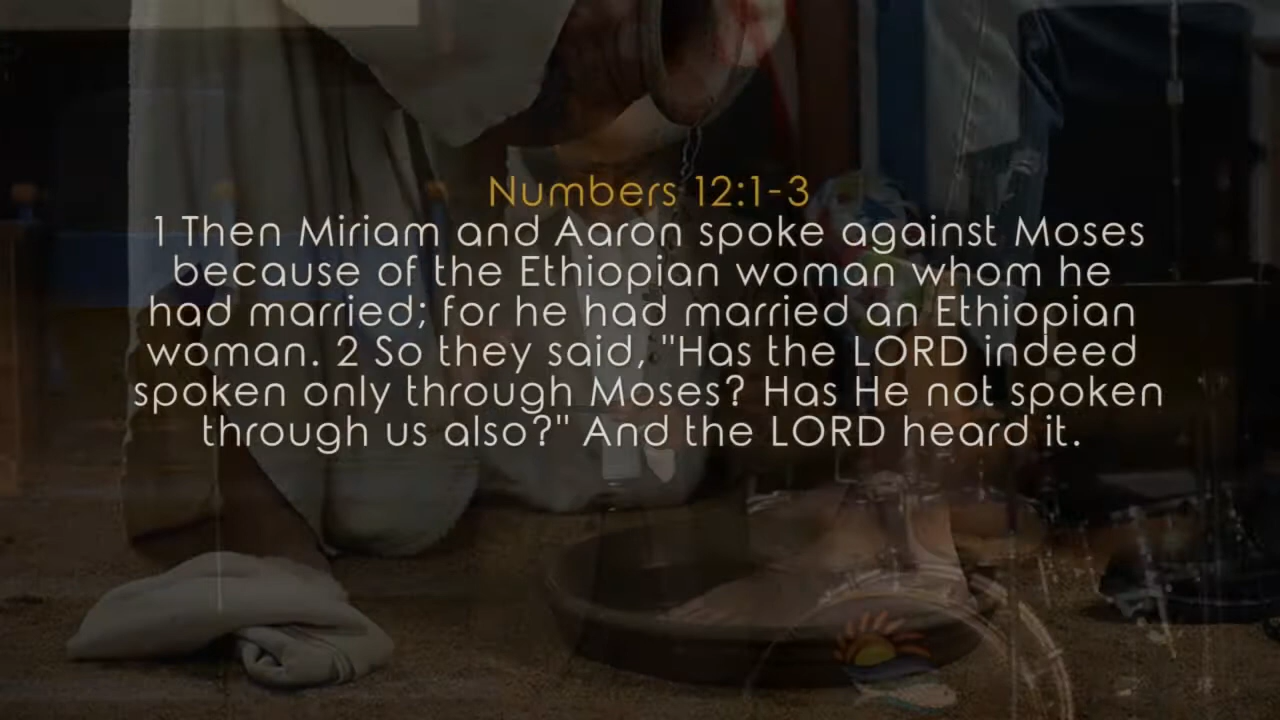 Numbers 12:1-3
1 Then Miriam and Aaron spoke against Moses
because of the Ethiopian woman whom he
had married; for he had married an Ethiopian
woman. 2 So they said, "Has the LORD indeed
spoken only through Moses? Has He not spoken
through us also?" And the LORD heard it.